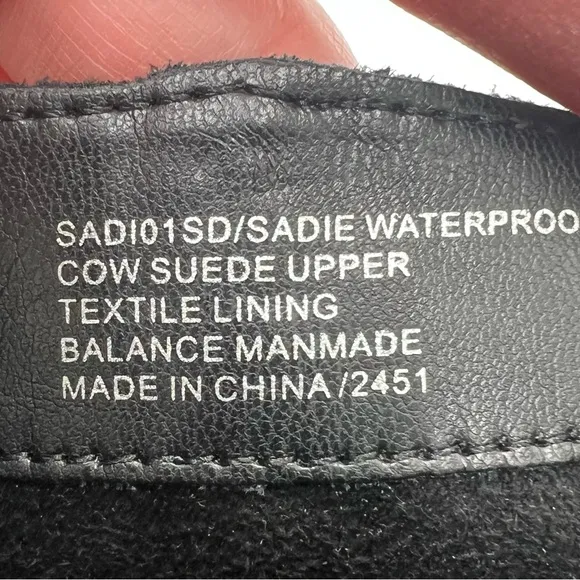 SADI01SD/SADIE WATERPROO
COW SUEDE UPPER
TEXTILE LINING
BALANCE MANMADE
MADE IN CHINA/2451